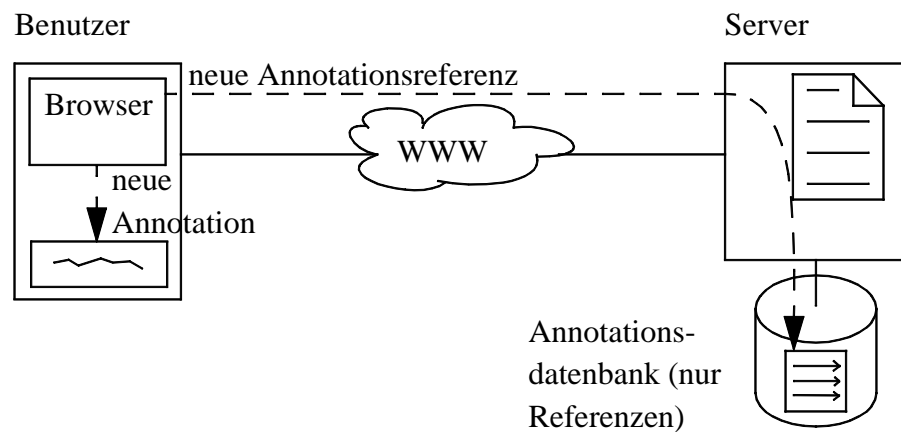 Benutzer
Server
neue Annotationsreferenz
Browser
WWW
neue
Annotation
Annotations-
datenbank (nur
Referenzen)